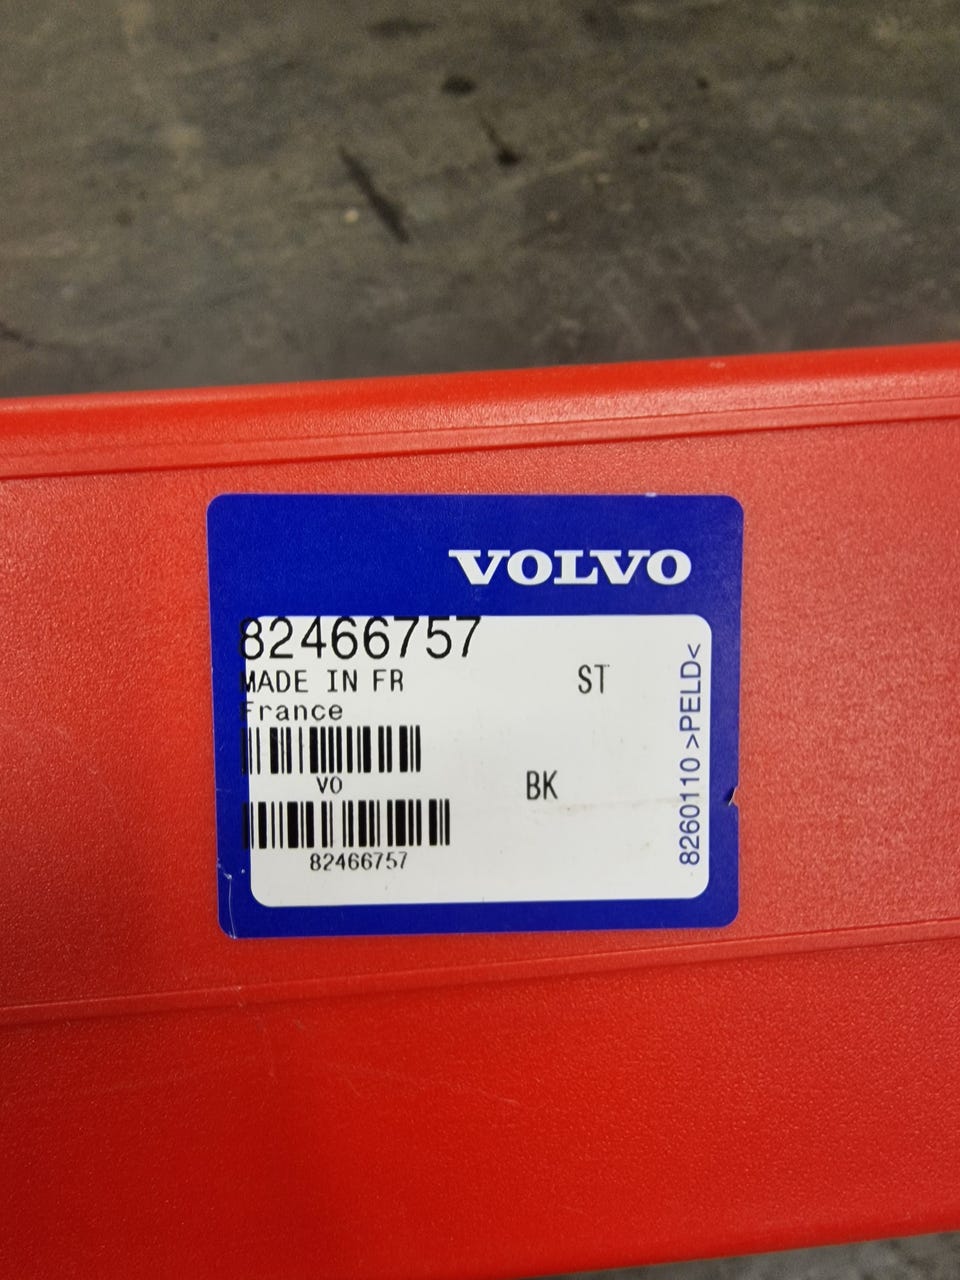 VOLVO
82466757
MADE IN FR
ST
France
VO
BK
82466757
8260110 >PELD<